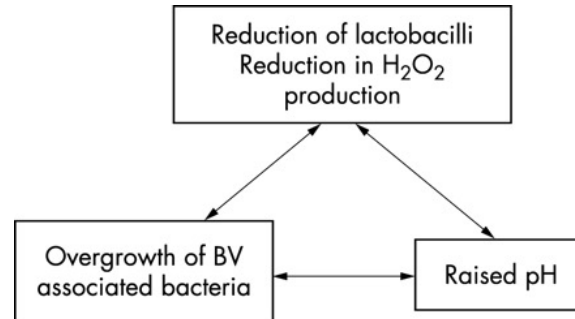 Reduction of lactobacilli
Reduction in H₂O₂
production
Overgrowth of BV
associated bacteria
Raised pH